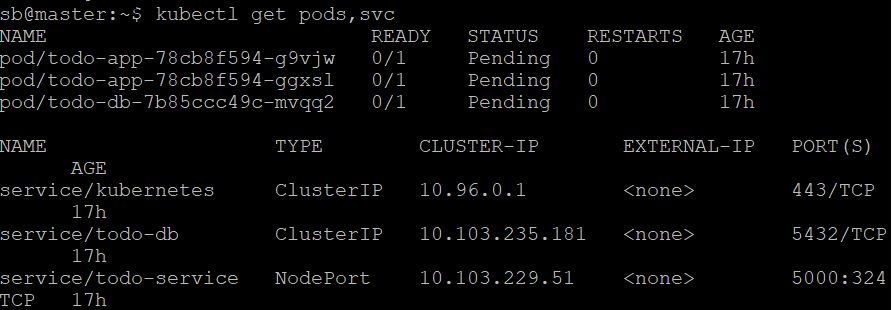 sb@master:~$ kubectl get pods,svc
NAME READY STATUS RESTARTS AGE
pod/todo-app-78cb8f594-g9vjw 0/1 Pending 0 17h
pod/todo-app-78cb8f594-ggxsl 0/1 Pending 0 17h
pod/todo-db-7b85ccc49c-mvqq2 0/1 Pending 0 17h
NAME TYPE CLUSTER-IP EXTERNAL-IP PORT(S)
AGE
service/kubernetes ClusterIP 10.96.0.1 <none> 443/TCP
17h
service/todo-db ClusterIP 10.103.235.181 <none> 5432/TCP
17h
service/todo-service NodePort 10.103.229.51 <none> 5000:324
TCP 17h